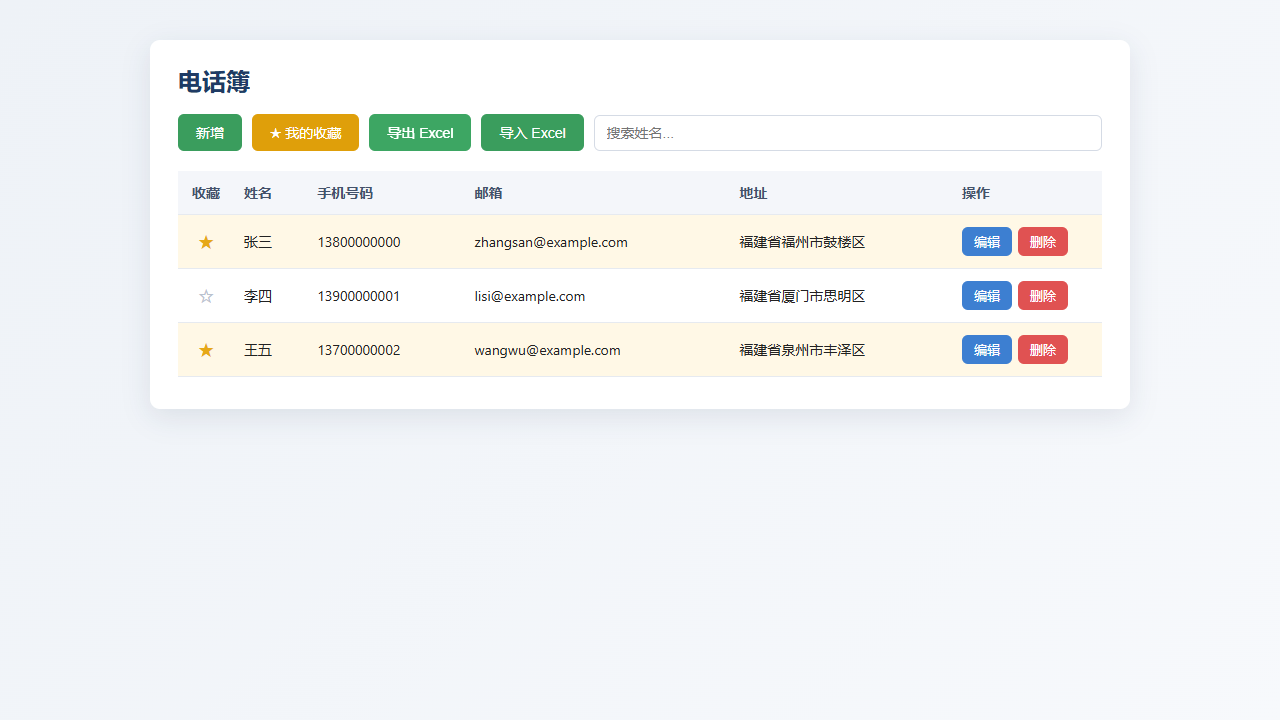 电话簿
新增 ★ 我的收藏 导出 Excel 导入 Excel 搜索姓名...
收藏 姓名 手机号码 邮箱 地址 操作
★ 张三 13800000000 zhangsan@example.com 福建省福州市鼓楼区 编辑 删除
☆ 李四 13900000001 lisi@example.com 福建省厦门市思明区 编辑 删除
★ 王五 13700000002 wangwu@example.com 福建省泉州市丰泽区 编辑 删除